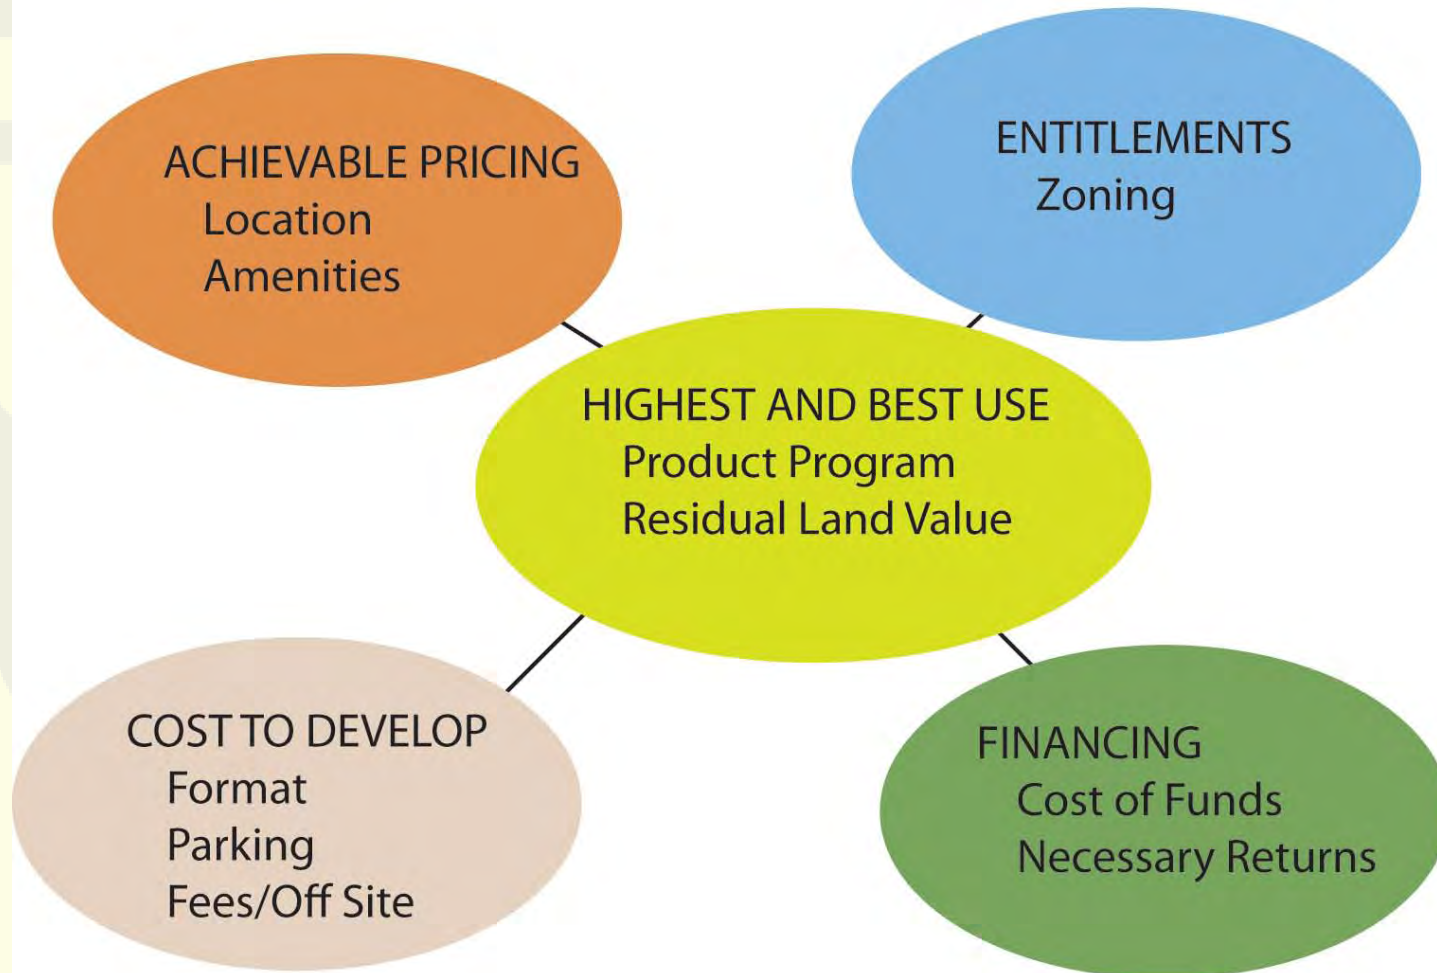 ACHIEVABLE PRICING
Location
Amenities
ENTITLEMENTS
Zoning
HIGHEST AND BEST USE
Product Program
Residual Land Value
COST TO DEVELOP
Format
Parking
Fees/Off Site
FINANCING
Cost of Funds
Necessary Returns